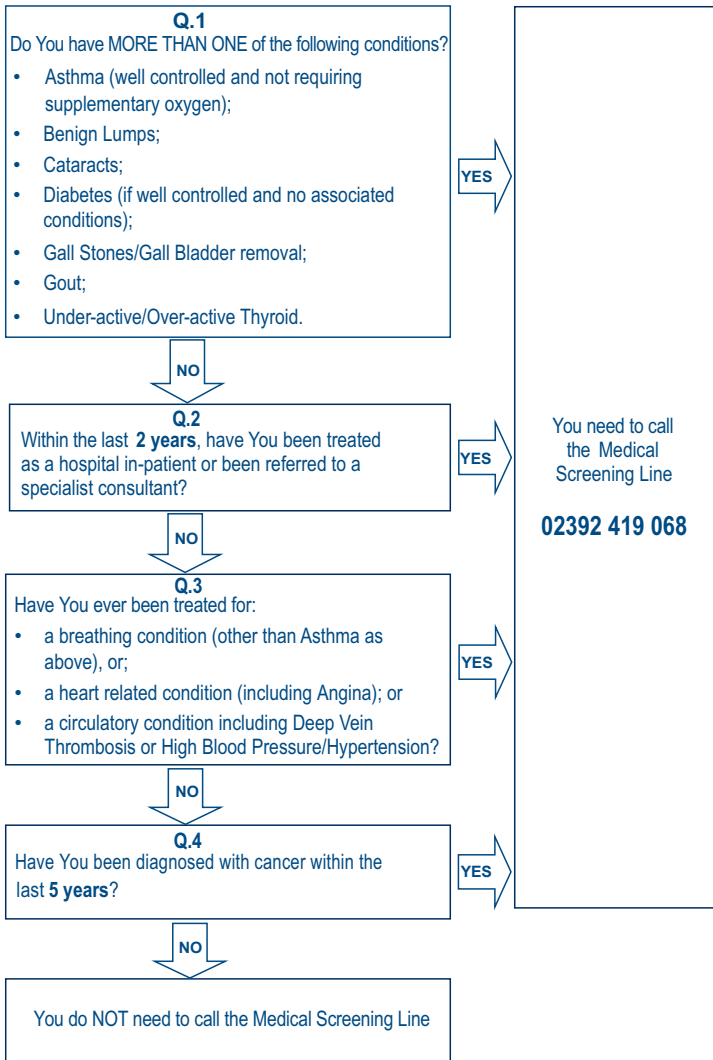 Q.1
Do You have MORE THAN ONE of the following conditions?
• Asthma (well controlled and not requiring
supplementary oxygen);
• Benign Lumps;
• Cataracts;
• Diabetes (if well controlled and no associated
conditions);
• Gall Stones/Gall Bladder removal;
• Gout;
• Under-active/Over-active Thyroid.
YES
NO
Q.2
Within the last 2 years, have You been treated
as a hospital in-patient or been referred to a
specialist consultant?
YES
NO
Q.3
Have You ever been treated for:
• a breathing condition (other than Asthma as
above), or;
• a heart related condition (including Angina); or
• a circulatory condition including Deep Vein
Thrombosis or High Blood Pressure/Hypertension?
YES
NO
Q.4
Have You been diagnosed with cancer within the
last 5 years?
YES
NO
You do NOT need to call the Medical Screening Line
You need to call
the Medical
Screening Line
02392 419 068